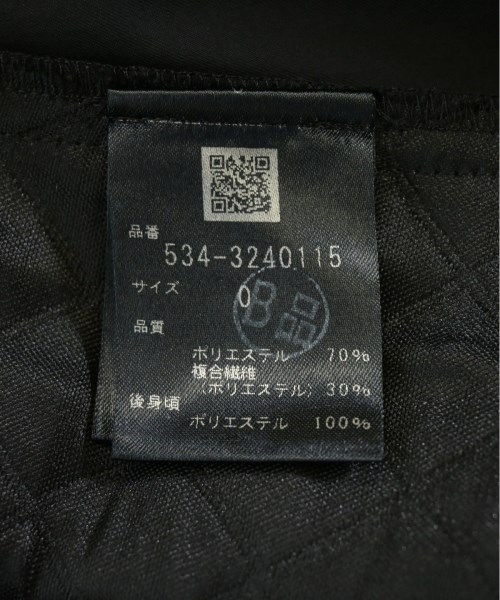 品番
534-3240115
サイズ 0
B品
品質
ポリエステル 70%
複合繊維
(ポリエステル) 30%
後身頃
ポリエステル 100%